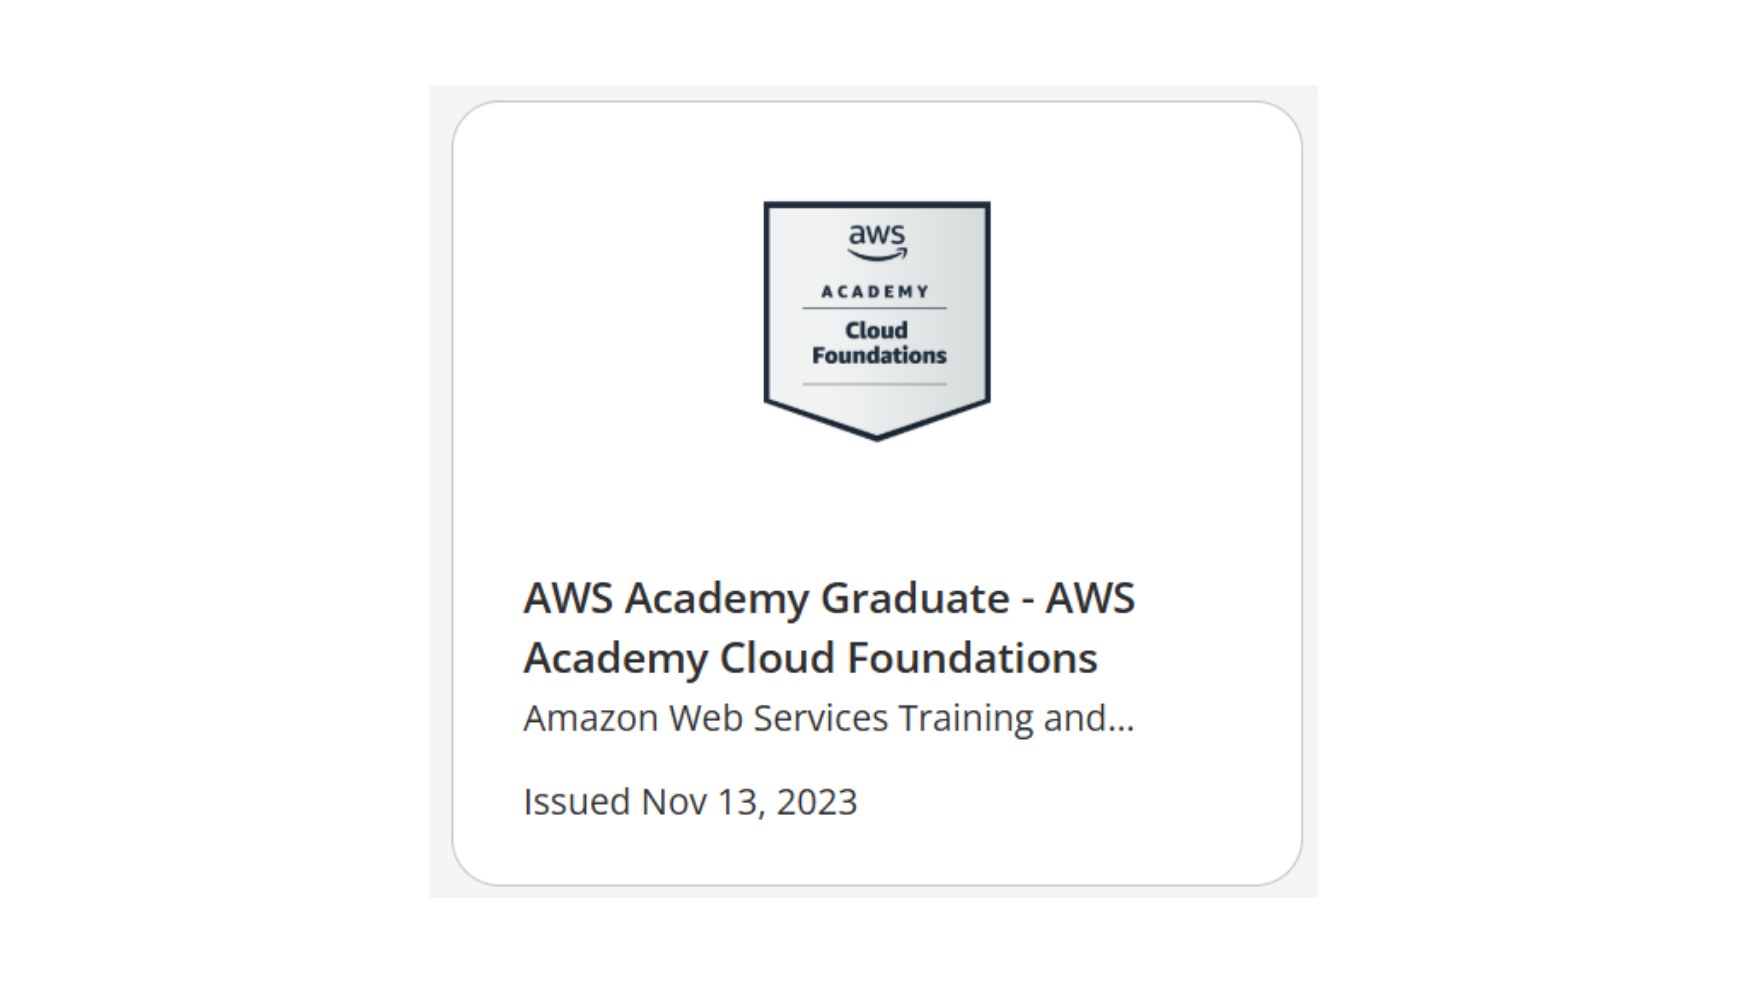 aws
ACADEMY
Cloud
Foundations
AWS Academy Graduate - AWS
Academy Cloud Foundations
Amazon Web Services Training and...
Issued Nov 13, 2023